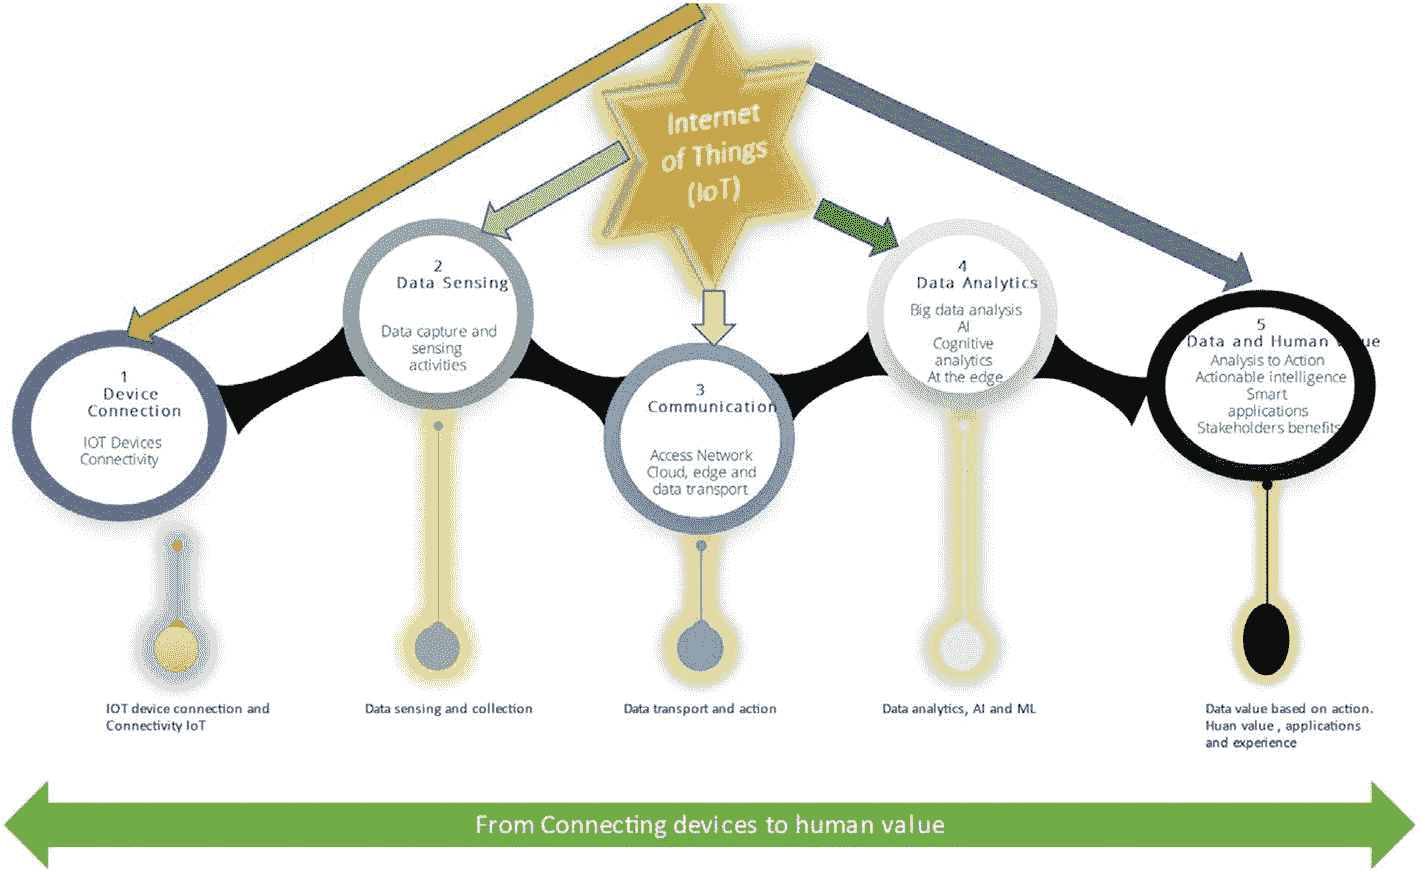 Internet
of Things
(IoT)
1
Device
Connection
IOT Devices
Connectivity
2
Data Sensing
Data capture and
sensing
activities
3
Communication
Access Network
Cloud, edge and
data transport
4
Data Analytics
Big data analysis
AI
Cognitive
analytics
At the edge
5
Data and Human ue
Analysis to Action
Actionable intelligence
Smart
applications
Stakeholders benefits
IOT device connection and
Connectivity IoT
Data sensing and collection
Data transport and action
Data analytics, AI and ML
Data value based on action.
Huan value , applications
and experience
From Connecting devices to human value